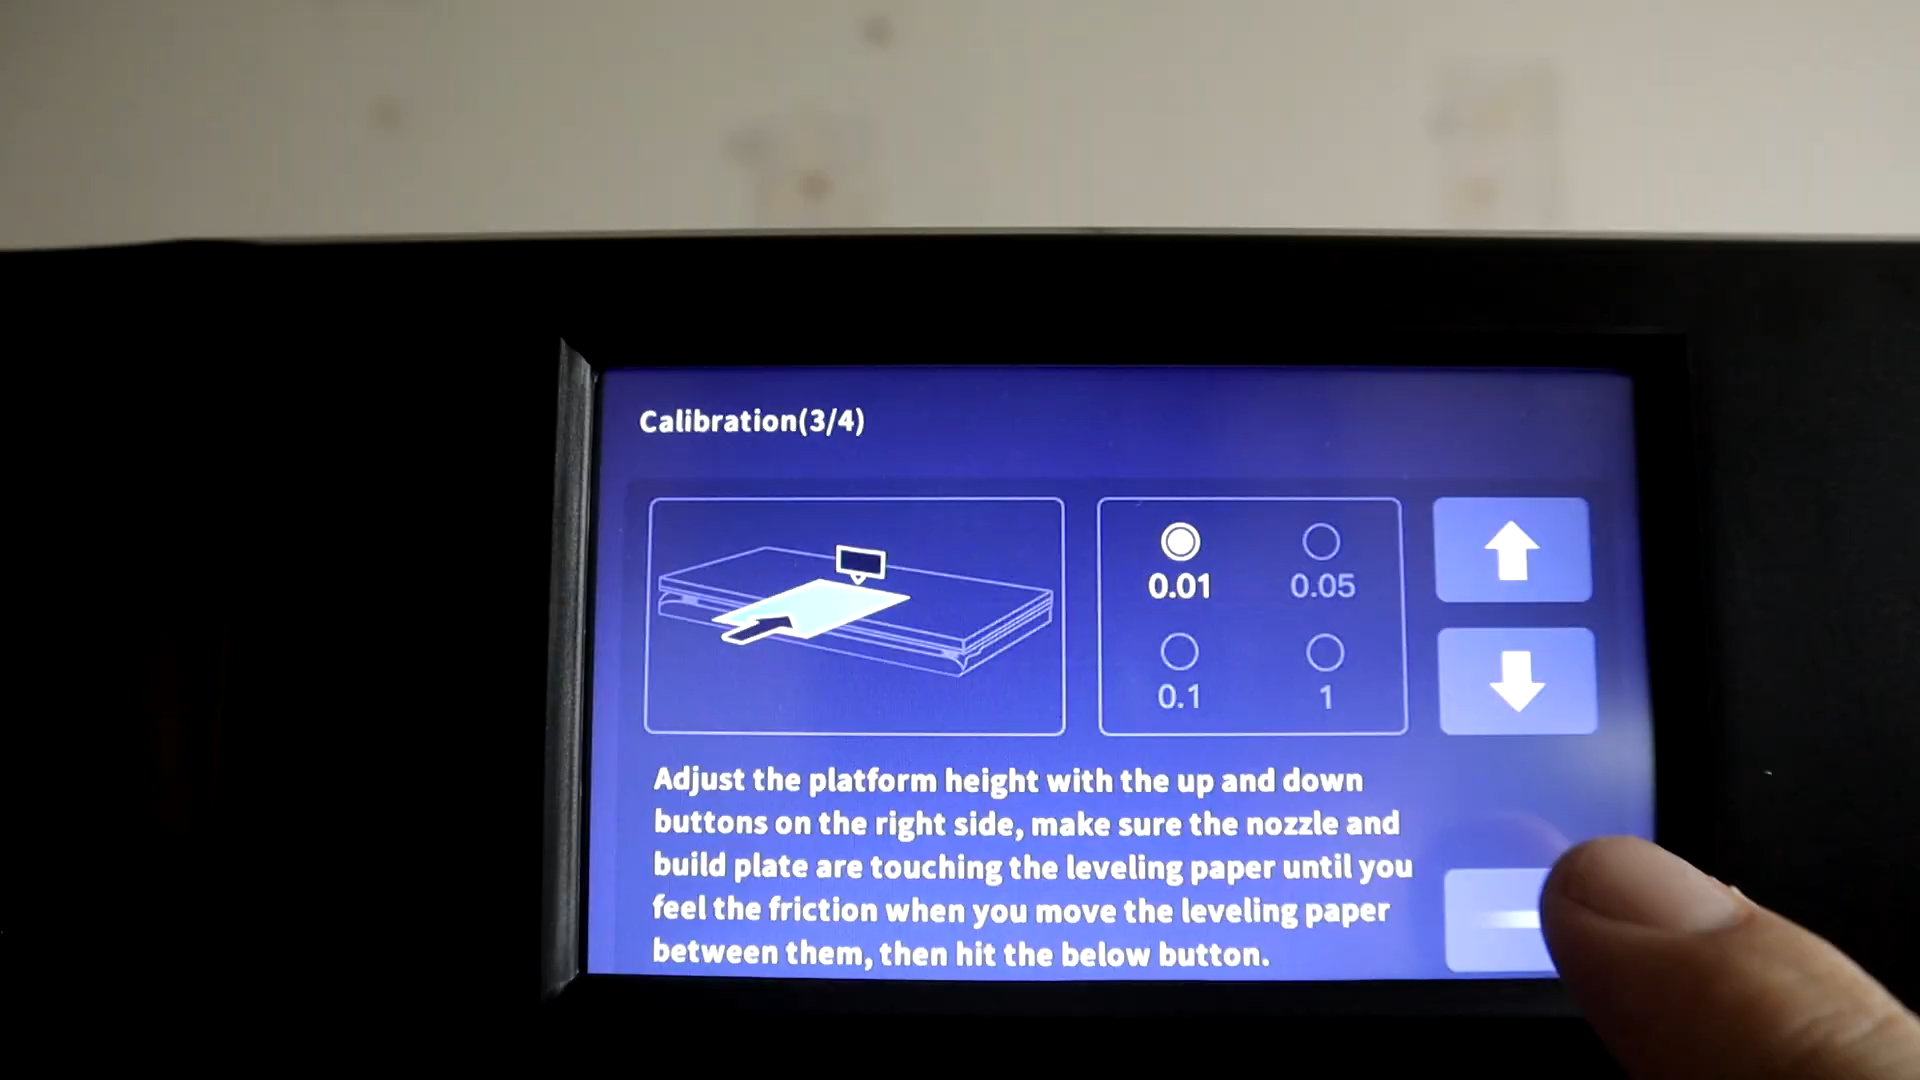 Calibration(3/4)
0.01
0.05
0.1
1
Adjust the platform height with the up and down
buttons on the right side, make sure the nozzle and
build plate are touching the leveling paper until you
feel the friction when you move the leveling paper
between them, then hit the below button.